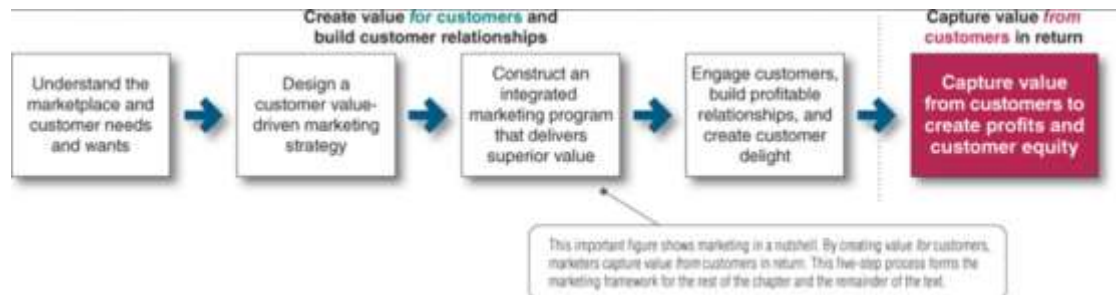 Create value for customers and
build customer relationships
Capture value from
customers in return
Understand the
marketplace and
customer needs
and wants
Design a
customer value-
driven marketing
strategy
Construct an
integrated
marketing program
that delivers
superior value
Engage customers,
build profitable
relationships, and
create customer
delight
Capture value
from customers to
create profits and
customer equity
This important figure shows marketing in a nutshell. By creating value for customers,
marketers capture value from customers in return. This five-step process forms the
marketing framework for the rest of the chapter and the remainder of the text.